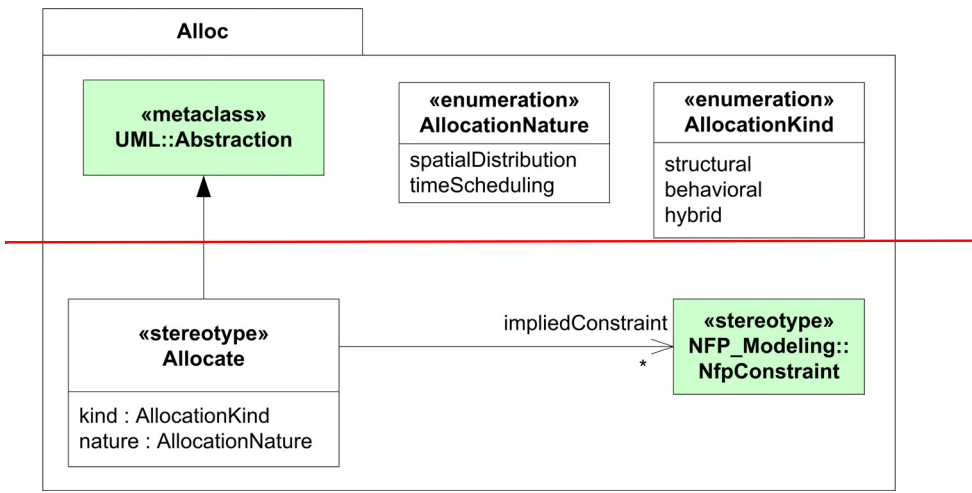 Alloc
«metaclass»
UML::Abstraction
«enumeration»
AllocationNature
spatialDistribution
timeScheduling
«enumeration»
AllocationKind
structural
behavioral
hybrid
«stereotype»
Allocate
kind : AllocationKind
nature : AllocationNature
impliedConstraint
*
«stereotype»
NFP_Modeling::
NfpConstraint